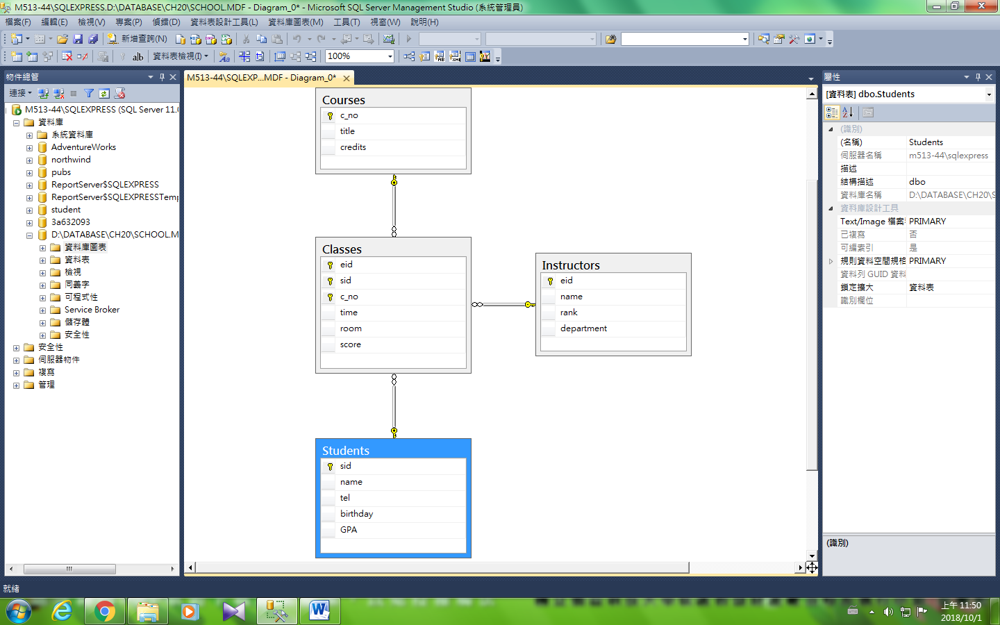 M513-44\SQLEXPRESS.D:\DATABASE\CH20\SCHOOL.MDF - Diagram_0* - Microsoft SQL Server Management Studio (系統管理員)
檔案(F) 編輯(E) 檢視(V) 專案(P) 偵錯(D) 資料表設計工具(L) 資料庫圖表(M) 工具(T) 視窗(W) 說明(H)
新增查詢(N)
資料表檢視(I) 100%
物件總管
連接
M513-44\SQLEXPRESS (SQL Server 11.0
資料庫
系統資料庫
AdventureWorks
northwind
pubs
ReportServer$SQLEXPRESS
ReportServer$SQLEXPRESSTemp
student
3a632093
D:\DATABASE\CH20\SCHOOL.M
資料庫圖表
資料表
檢視
同義字
可程式性
Service Broker
儲存體
安全性
安全性
伺服器物件
複寫
管理
M513-44\SQLEXP...MDF - Diagram_0*
Courses
c_no
title
credits
Classes
eid
sid
c_no
time
room
score
Instructors
eid
name
rank
department
Students
sid
name
tel
birthday
GPA
屬性
[資料表] dbo.Students
(識別)
(名稱) Students
伺服器名稱 m513-44\sqlexpress
描述
結構描述 dbo
資料庫名稱 D:\DATABASE\CH20\S
資料庫設計工具
Text/Image 檔案 PRIMARY
已複寫 否
可編索引 是
規則資料空間規格 PRIMARY
資料列 GUID 資料
鎖定擴大 資料表
識別欄位
(識別)
就緒
上午 11:50
2018/10/1